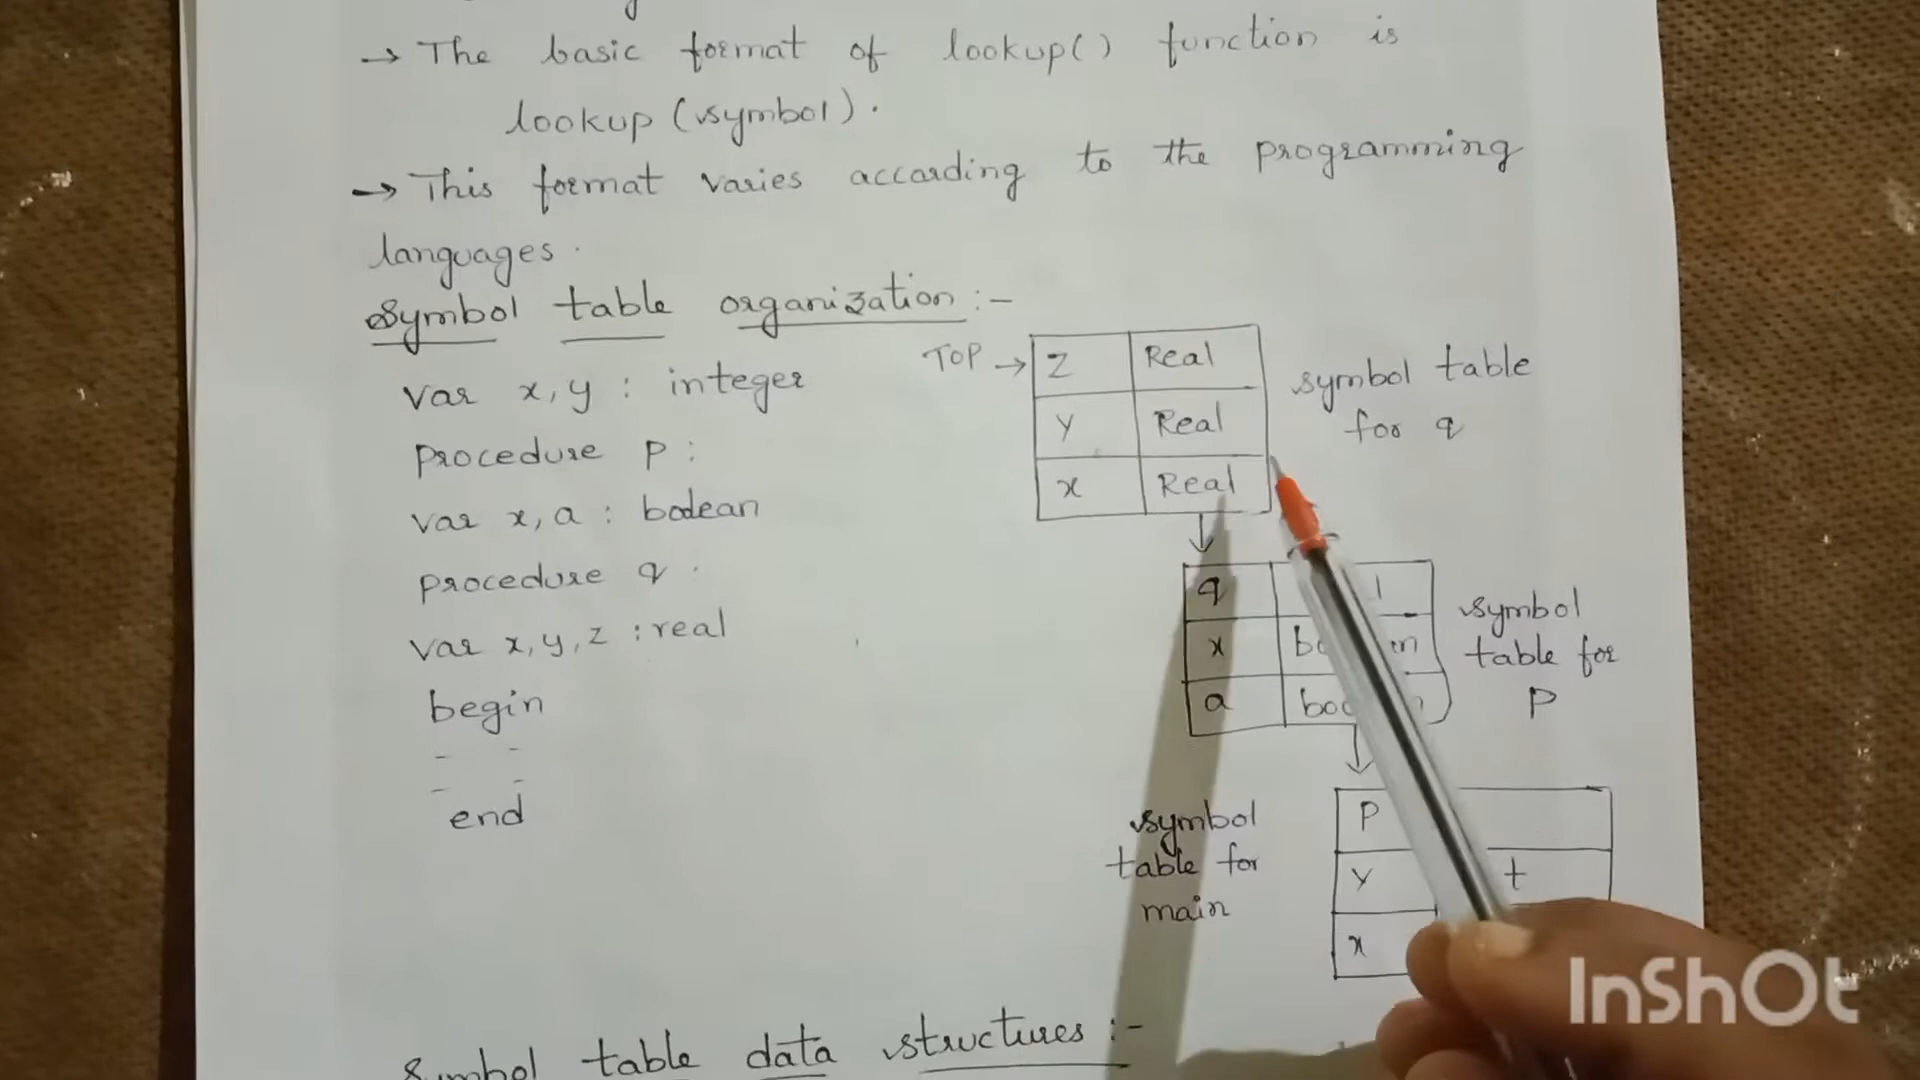 → The basic format of lookup() function is
lookup (symbol).
→ This format varies according to the programming
languages.
Symbol table organization :-
Var x, y : integer
Procedure P :
Var x, a : bolean
Procedure q
Var x, y, z : real
begin
- -
- -
end
TOP → Z Real
Y Real
x Real
symbol table
for q
q
x
a
symbol
table for
P
symbol
table for
main
P
Y
x
Symbol table data structures :-
InShOt